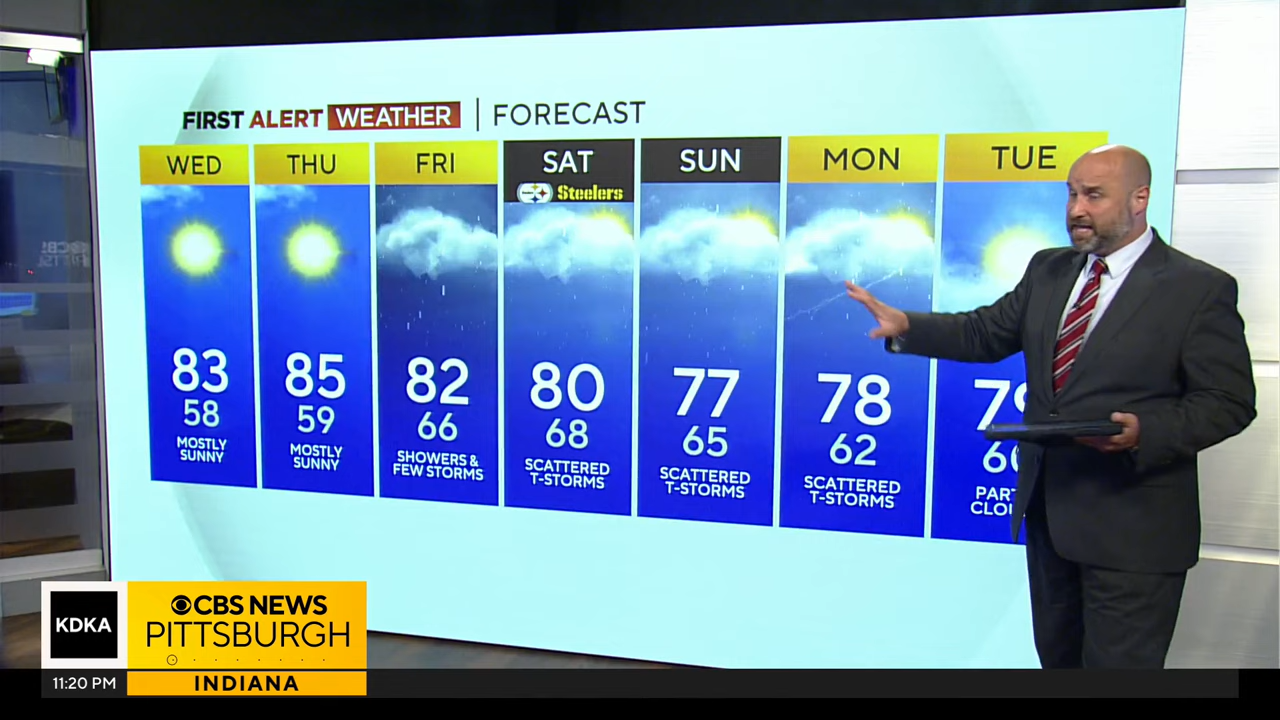 FIRST ALERT WEATHER | FORECAST
WED
THU
FRI
SAT
SUN
MON
TUE
Steelers
83
58
MOSTLY
SUNNY
85
59
MOSTLY
SUNNY
82
66
SHOWERS &
FEW STORMS
80
68
SCATTERED
T-STORMS
77
65
SCATTERED
T-STORMS
78
62
SCATTERED
T-STORMS
KDKA
CBS NEWS
PITTSBURGH
11:20 PM
INDIANA